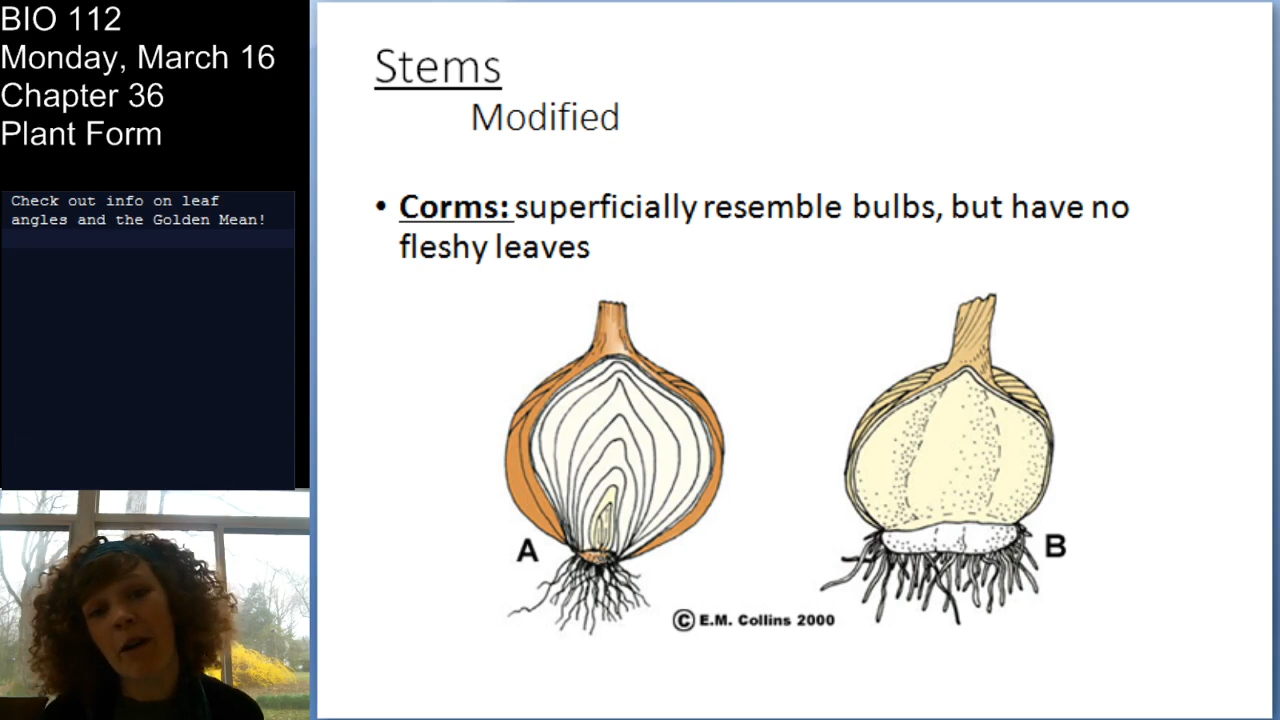 BIO 112
Monday, March 16
Chapter 36
Plant Form
Check out info on leaf
angles and the Golden Mean!
Stems
Modified
• Corms: superficially resemble bulbs, but have no
fleshy leaves
A
B
© E.M. Collins 2000